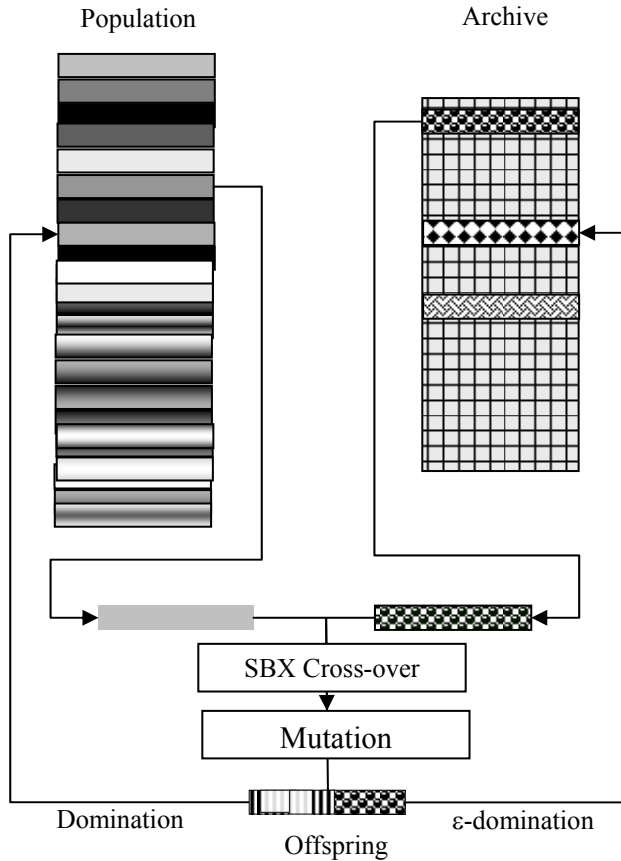 Population
Archive
SBX Cross-over
Mutation
Domination
Offspring
ε-domination